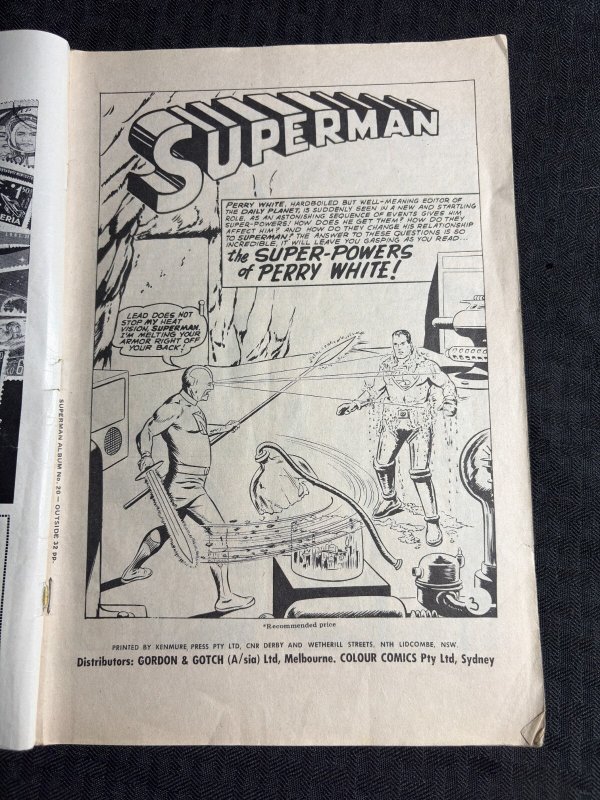 SUPERMAN
PERRY WHITE, HARDBOILED BUT WELL-MEANING EDITOR OF
THE DAILY PLANET, IS SUDDENLY SEEN IN A NEW AND STARTLING
ROLE, AS AN ASTONISHING SEQUENCE OF EVENTS GIVES HIM
SUPER-POWERS! HOW DOES HE GET THEM? HOW DO THEY
AFFECT HIM? AND HOW DO THEY CHANGE HIS RELATIONSHIP
TO SUPERMAN? THE ANSWER TO THESE QUESTIONS IS SO
INCREDIBLE, IT WILL LEAVE YOU GASPING AS YOU READ...
the SUPER-POWERS
of PERRY WHITE!
LEAD DOES NOT
STOP MY HEAT
VISION, SUPERMAN.
I'M MELTING YOUR
ARMOR RIGHT OFF
YOUR BACK!
SUPERMAN ALBUM No. 20 — OUTSIDE 32 pp.
*Recommended price
PRINTED BY KENMURE PRESS PTY LTD, CNR DERBY AND WETHERILL STREETS, NTH LIDCOMBE, NSW.
Distributors: GORDON & GOTCH (A/sia) Ltd, Melbourne. COLOUR COMICS Pty Ltd, Sydney